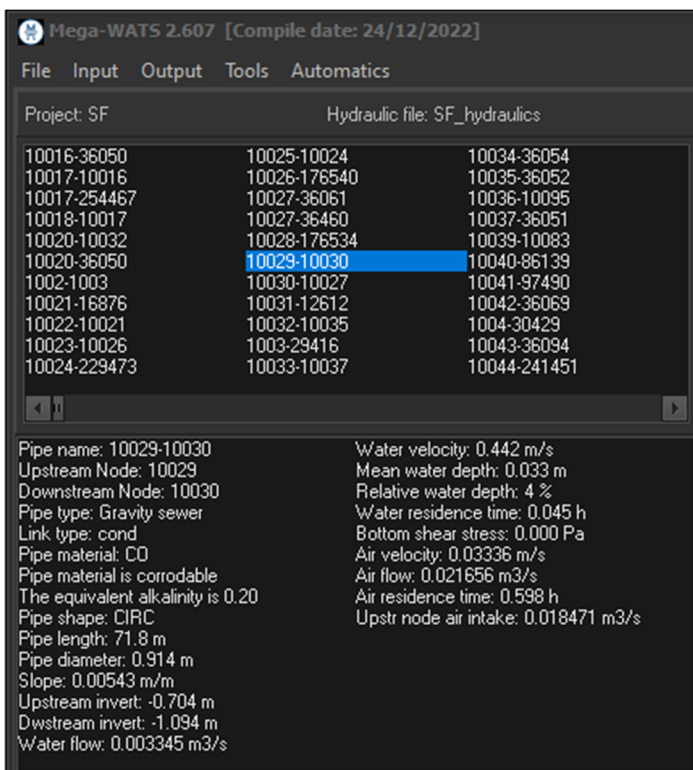 Mega-WATS 2.607 [Compile date: 24/12/2022]
File Input Output Tools Automatics
Project: SF Hydraulic file: SF_hydraulics
10016-36050 10025-10024 10034-36054
10017-10016 10026-176540 10035-36052
10017-254467 10027-36061 10036-10095
10018-10017 10027-36460 10037-36051
10020-10032 10028-176534 10039-10083
10020-36050 10029-10030 10040-86139
1002-1003 10030-10027 10041-97490
10021-16876 10031-12612 10042-36069
10022-10021 10032-10035 1004-30429
10023-10026 1003-29416 10043-36094
10024-229473 10033-10037 10044-241451
Pipe name: 10029-10030
Upstream Node: 10029
Downstream Node: 10030
Pipe type: Gravity sewer
Link type: cond
Pipe material: CO
Pipe material is corrodable
The equivalent alkalinity is 0.20
Pipe shape: CIRC
Pipe length: 71.8 m
Pipe diameter: 0.914 m
Slope: 0.00543 m/m
Upstream invert: -0.704 m
Dwstream invert: -1.094 m
Water flow: 0.003345 m3/s
Water velocity: 0.442 m/s
Mean water depth: 0.033 m
Relative water depth: 4 %
Water residence time: 0.045 h
Bottom shear stress: 0.000 Pa
Air velocity: 0.03336 m/s
Air flow: 0.021656 m3/s
Air residence time: 0.598 h
Upstr node air intake: 0.018471 m3/s